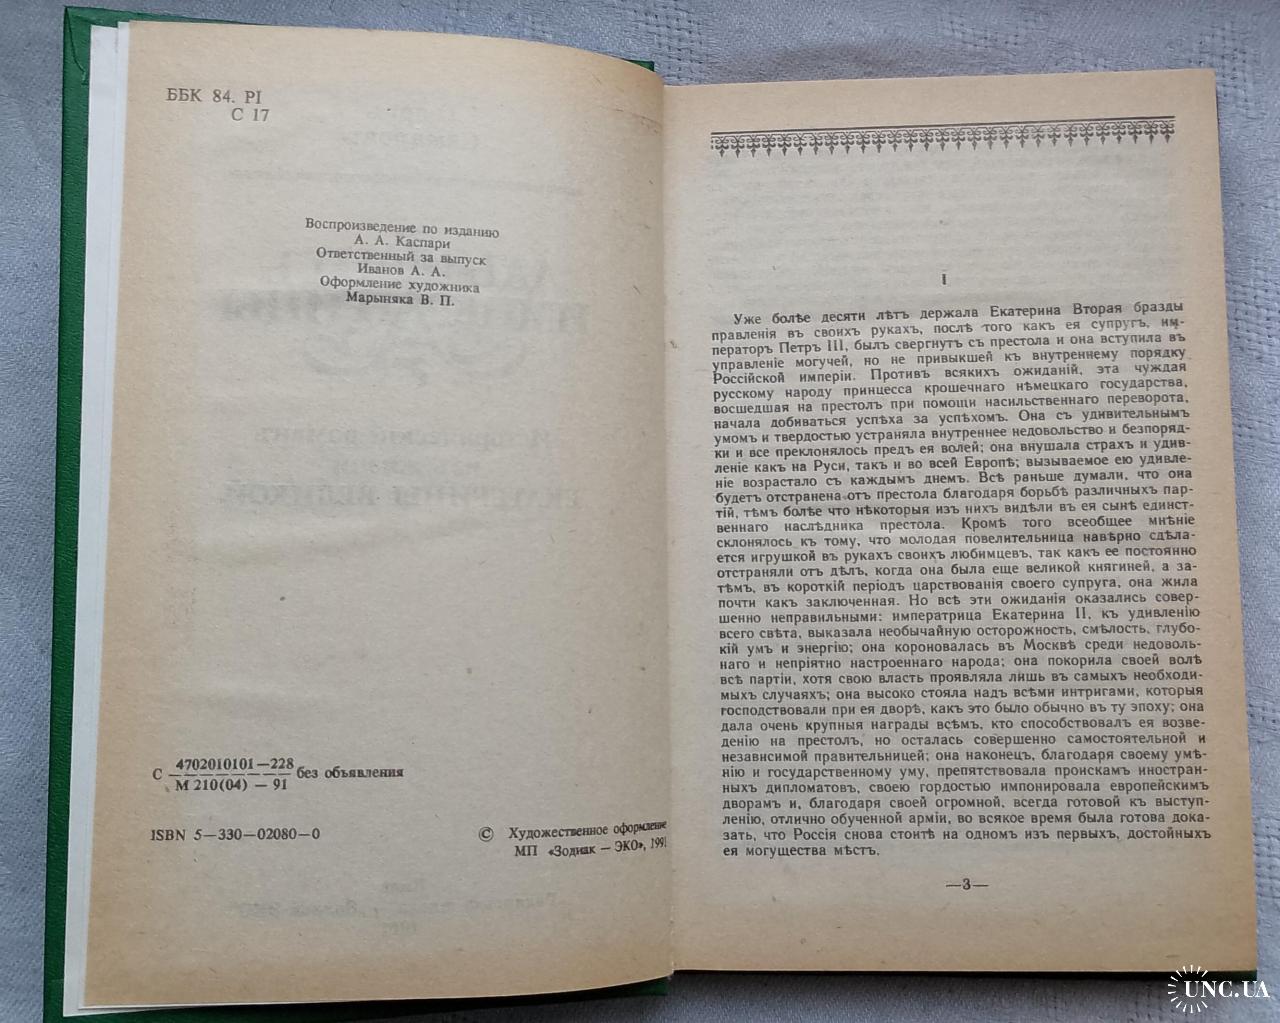 ББК 84. РІ
С 17
Воспроизведение по изданию
А. А. Каспари
Ответственный за выпуск
Иванов А. А.
Оформление художника
Марыняка В. П.
С 4702010101—228 без объявления
М 210(04) — 91
ISBN 5—330—02080—0
© Художественное оформление
МП «Зодиак — ЭКО», 1991
I
Уже болѣе десяти лѣтъ держала Екатерина Вторая бразды
правленія въ своихъ рукахъ, послѣ того какъ ея супругъ, им-
ператоръ Петръ III, былъ свергнутъ съ престола и она вступила въ
управленіе могучей, но не привыкшей къ внутреннему порядку
Россійской имперіи. Противъ всякихъ ожиданій, эта чуждая
русскому народу принцесса крошечнаго нѣмецкаго государства,
восшедшая на престолъ при помощи насильственнаго переворота,
начала добиваться успѣха за успѣхомъ. Она съ удивительнымъ
умомъ и твердостью устраняла внутреннее недовольство и безпоряд-
ки и все преклонялось предъ ея волей; она внушала страхъ и удив-
леніе какъ на Руси, такъ и во всей Европѣ; вызываемое ею удивле-
ніе возрастало съ каждымъ днемъ. Всѣ раньше думали, что она
будетъ отстранена отъ престола благодаря борьбѣ различныхъ пар-
тій, тѣмъ болѣе что нѣкоторыя изъ нихъ видѣли въ ея сынѣ единст-
веннаго наслѣдника престола. Кромѣ того всеобщее мнѣніе
склонялось къ тому, что молодая повелительница навѣрно сдѣла-
ется игрушкой въ рукахъ своихъ любимцевъ, так какъ ее постоянно
отстраняли отъ дѣлъ, когда она была еще великой княгиней, а за-
тѣмъ, въ короткій періодъ царствованія своего супруга, она жила
почти какъ заключенная. Но всѣ эти ожиданія оказались совер-
шенно неправильными: императрица Екатерина II, къ удивленію
всего свѣта, выказала необычайную осторожность, смѣлость, глубо-
кій умъ и энергію; она короновалась въ Москвѣ среди недоволь-
наго и непріятно настроеннаго народа; она покорила своей волѣ
всѣ партіи, хотя свою власть проявляла лишь въ самыхъ необходи-
мыхъ случаяхъ; она высоко стояла надъ всѣми интригами, которыя
господствовали при ея дворѣ, какъ это было обычно въ ту эпоху; она
дала очень крупныя награды всѣмъ, кто способствовалъ ея возве-
денію на престолъ, но осталась совершенно самостоятельной и
независимой правительницей; она наконецъ, благодаря своему умѣ-
нію и государственному уму, препятствовала проискамъ иностран-
ныхъ дипломатовъ, своею гордостью импонировала европейскимъ
дворамъ и, благодаря своей огромной, всегда готовой къ выступ-
ленію, отлично обученной арміи, во всякое время была готова дока-
зать, что Россія снова стоитъ на одномъ изъ первыхъ, достойныхъ
ея могущества мѣстъ.
—3—
UNC.UA